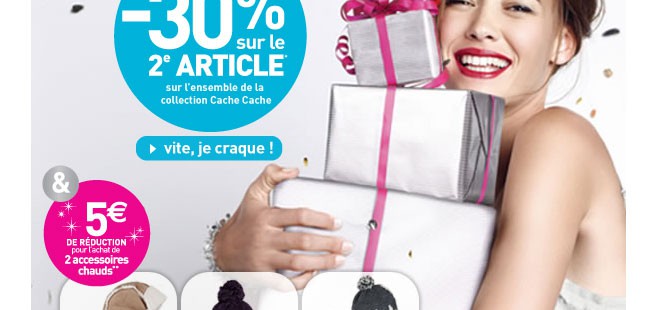 -30%
sur le
2e ARTICLE*
sur l'ensemble de la
collection Cache Cache
vite, je craque !
&
5€
DE RÉDUCTION
pour l'achat de
2 accessoires
chauds**